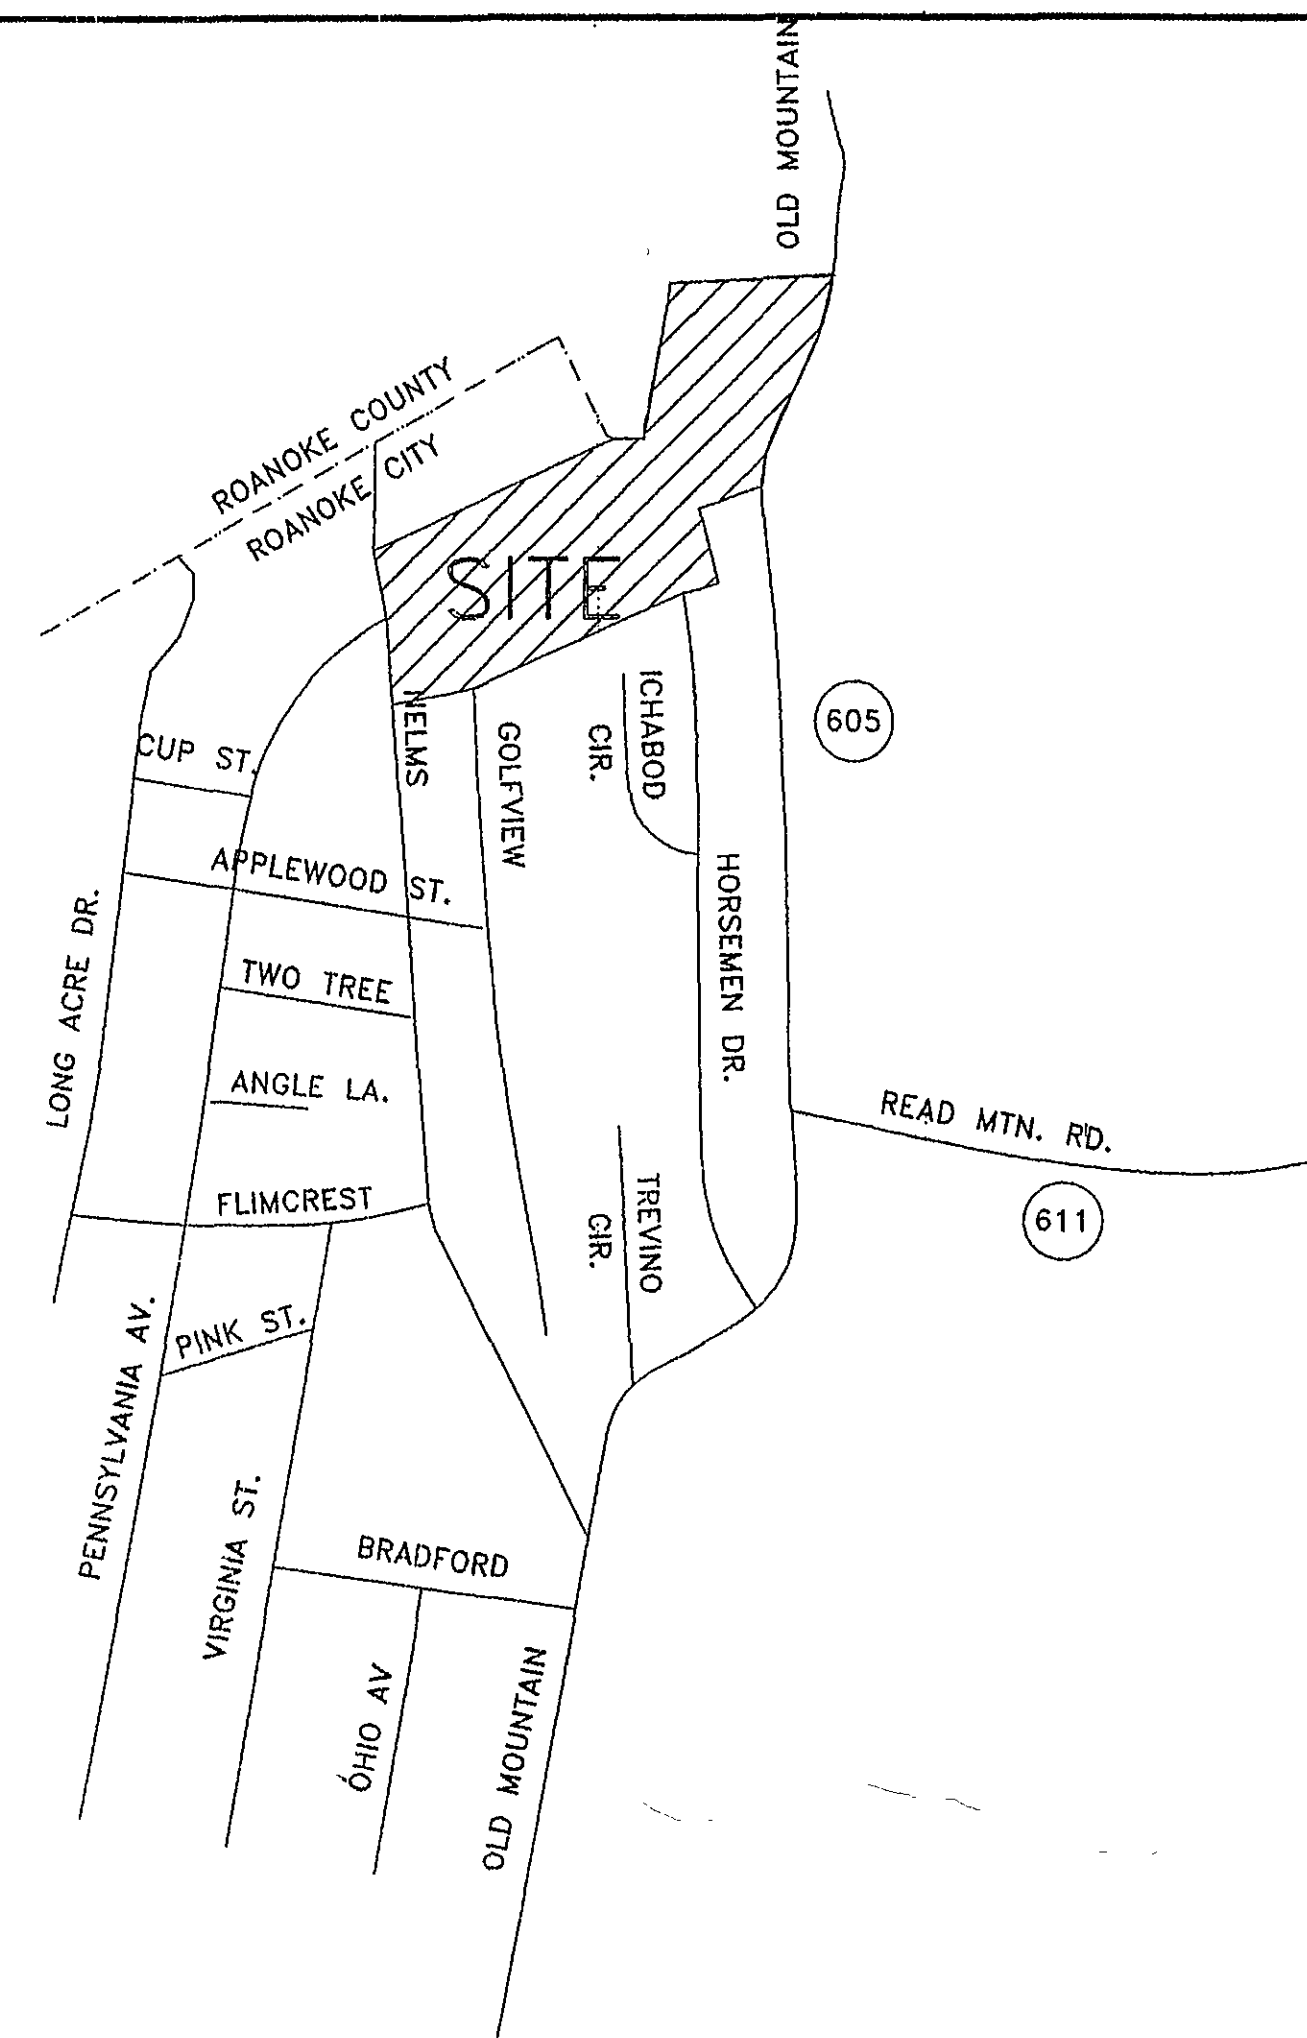 OLD MOUNTAIN
ROANOKE COUNTY
ROANOKE CITY
SITE
605
NELMS
GOLFVIEW
ICHABOD
CIR.
CUP ST.
APPLEWOOD ST.
HORSEMEN DR.
LONG ACRE DR.
TWO TREE
ANGLE LA.
READ MTN. RD.
611
FLIMCREST
TREVINO
CIR.
PINK ST.
PENNSYLVANIA AV.
VIRGINIA ST.
BRADFORD
OHIO AV
OLD MOUNTAIN